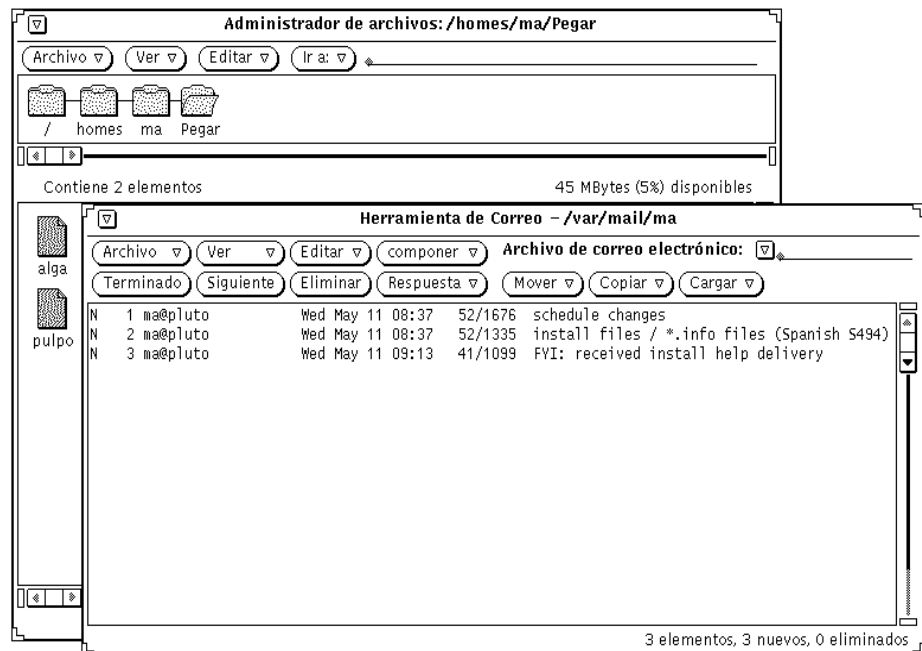 Administrador de archivos: /homes/ma/Pegar
Archivo Ver Editar Ir a:
/ homes ma Pegar
Contiene 2 elementos 45 MBytes (5%) disponibles
alga
pulpo
Herramienta de Correo – /var/mail/ma
Archivo Ver Editar componer Archivo de correo electrónico:
Terminado Siguiente Eliminar Respuesta Mover Copiar Cargar
N 1 ma@pluto Wed May 11 08:37 52/1676 schedule changes
N 2 ma@pluto Wed May 11 08:37 52/1335 install files / *.info files (Spanish S494)
N 3 ma@pluto Wed May 11 09:13 41/1099 FYI: received install help delivery
3 elementos, 3 nuevos, 0 eliminados